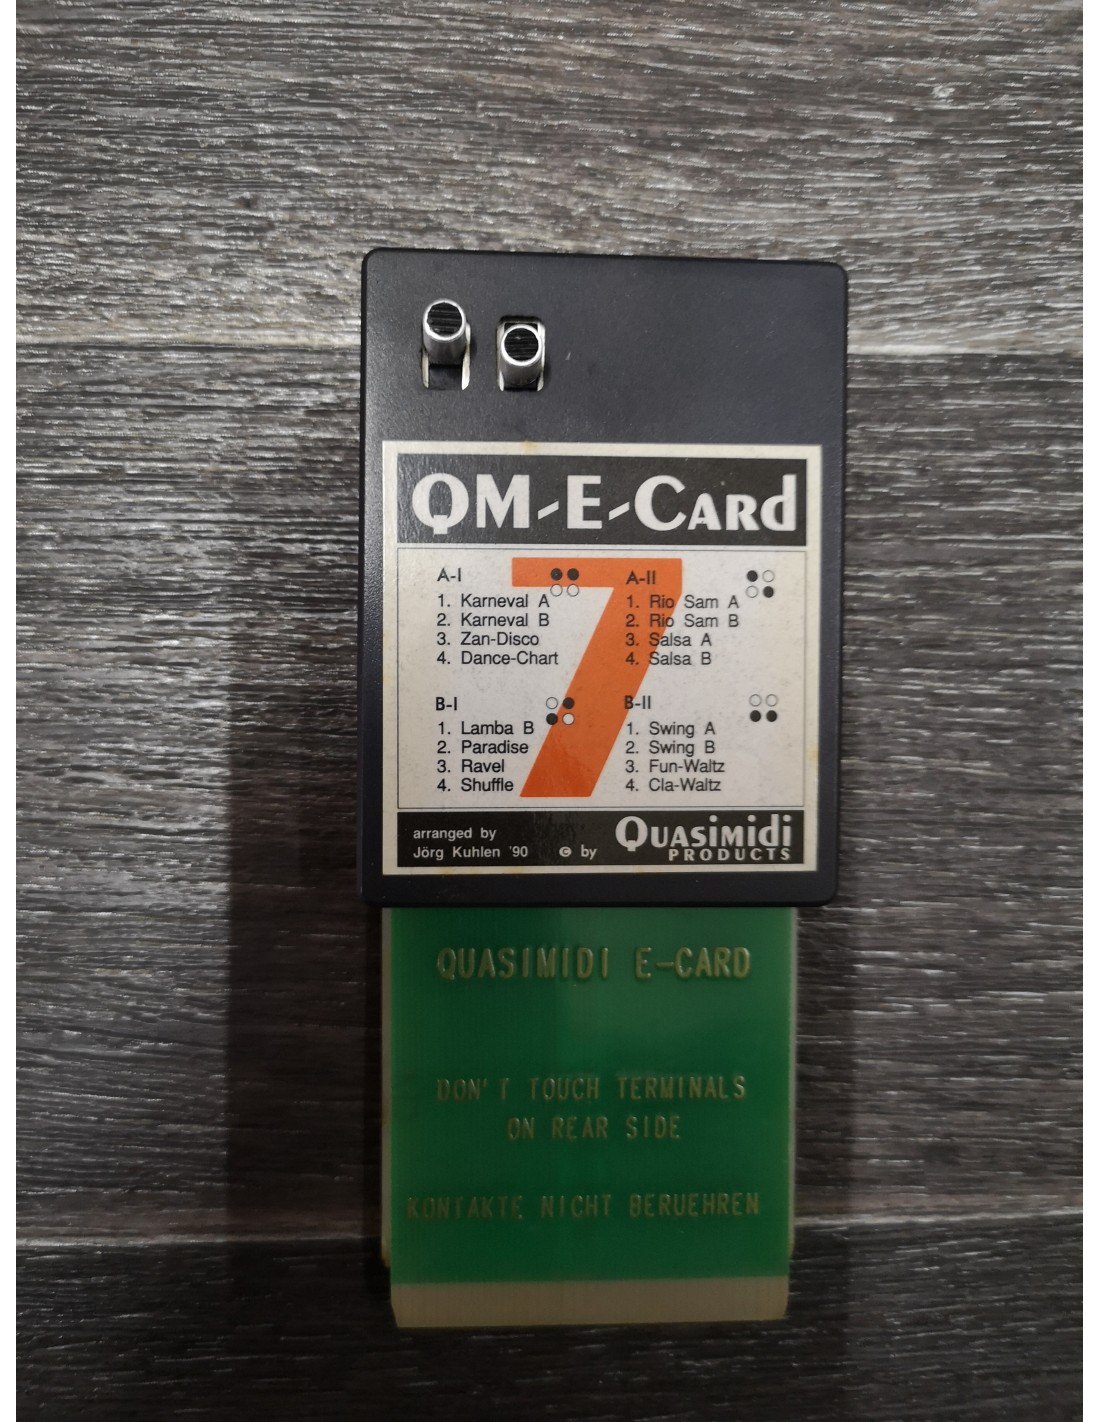 QM-E-CARD
7
A-I
1. Karneval A
2. Karneval B
3. Zan-Disco
4. Dance-Chart
A-II
1. Rio Sam A
2. Rio Sam B
3. Salsa A
4. Salsa B
B-I
1. Lamba B
2. Paradise
3. Ravel
4. Shuffle
B-II
1. Swing A
2. Swing B
3. Fun-Waltz
4. Cla-Waltz
arranged by
Jörg Kuhlen '90 © by
QUASIMIDI
PRODUCTS
QUASIMIDI E-CARD
DON'T TOUCH TERMINALS
ON REAR SIDE
KONTAKTE NICHT BERUEHREN